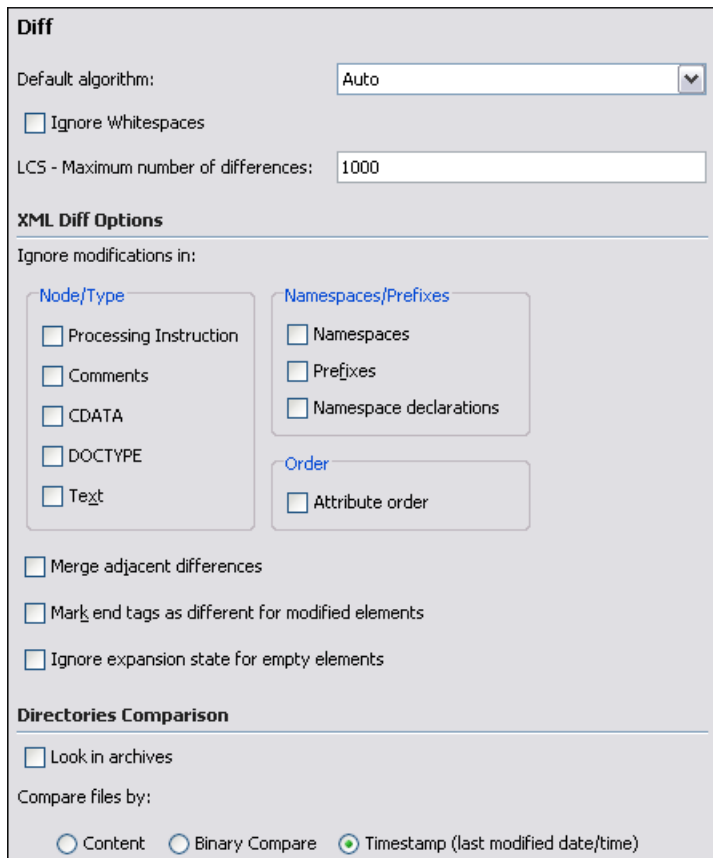 Diff
Default algorithm: Auto
Ignore Whitespaces
LCS - Maximum number of differences: 1000
XML Diff Options
Ignore modifications in:
Node/Type
Processing Instruction
Comments
CDATA
DOCTYPE
Text
Namespaces/Prefixes
Namespaces
Prefixes
Namespace declarations
Order
Attribute order
Merge adjacent differences
Mark end tags as different for modified elements
Ignore expansion state for empty elements
Directories Comparison
Look in archives
Compare files by:
Content Binary Compare Timestamp (last modified date/time)